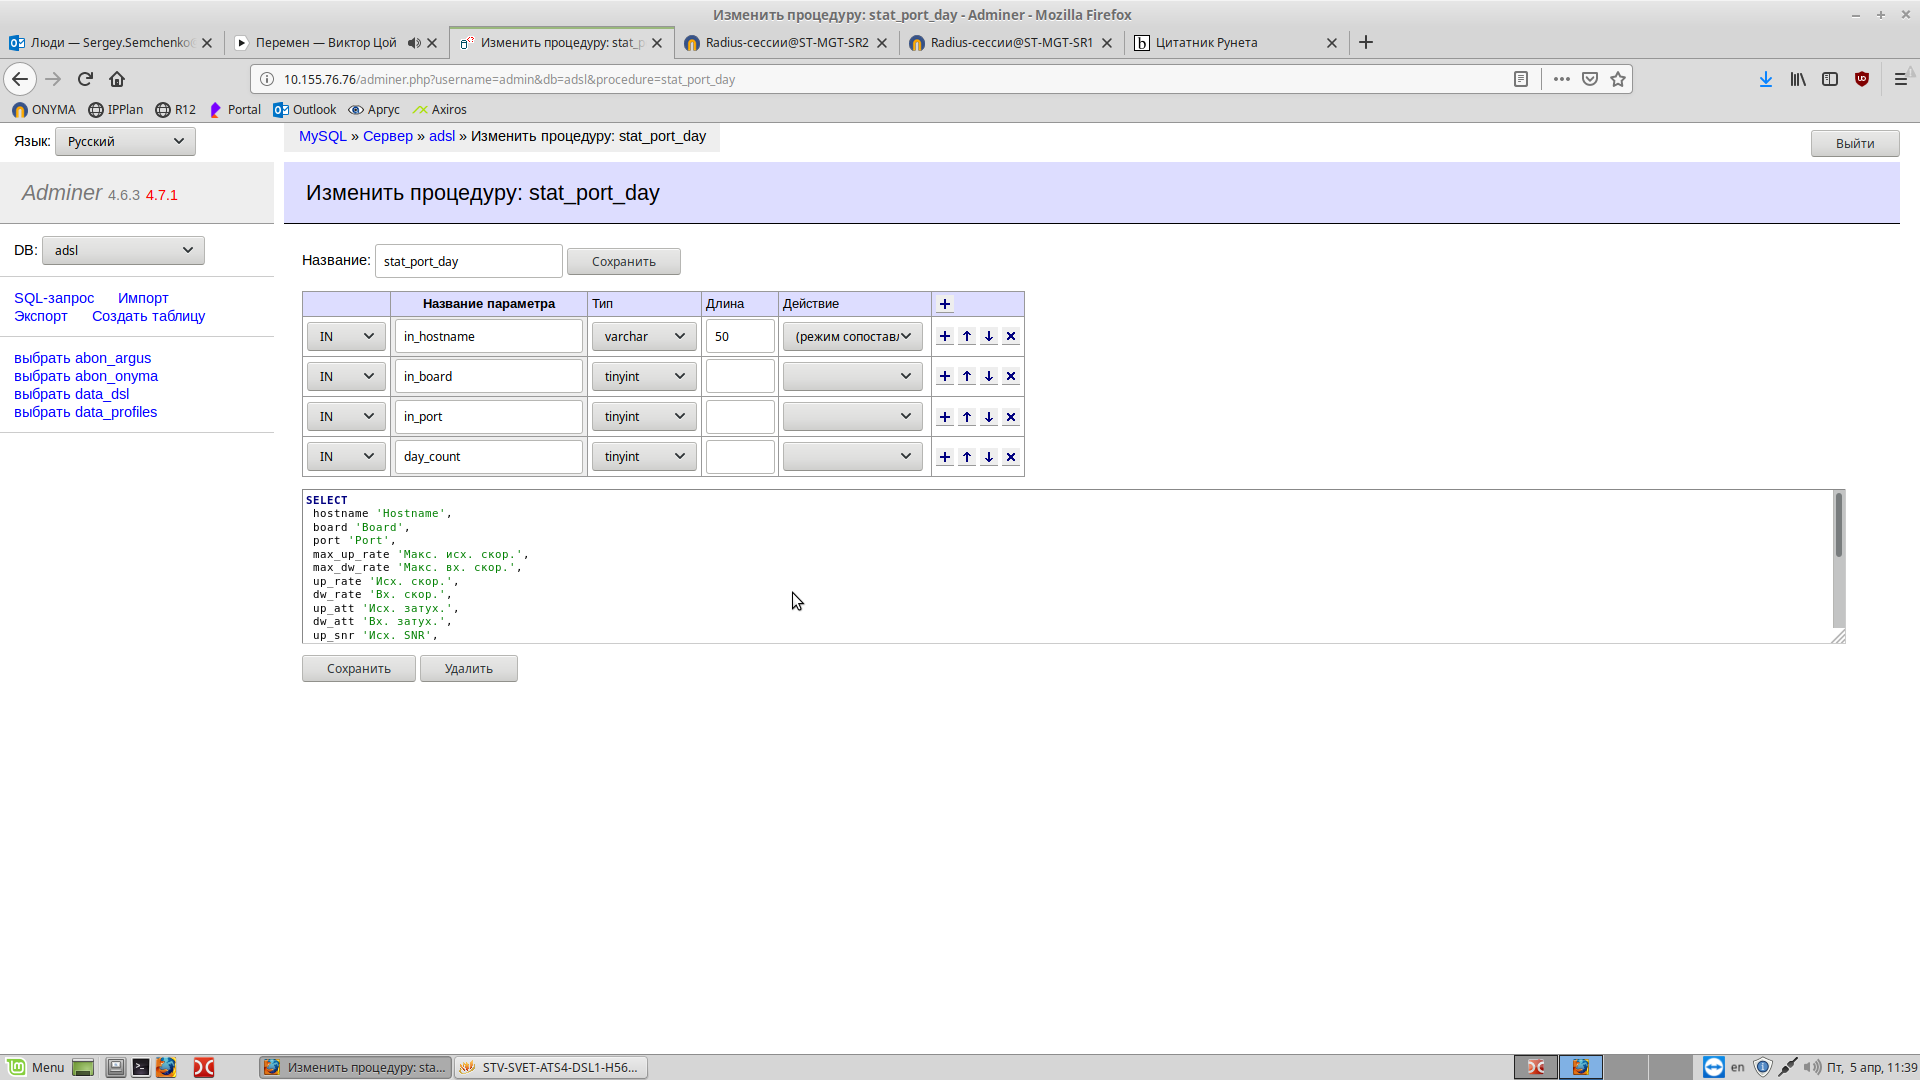 Изменить процедуру: stat_port_day - Adminer - Mozilla Firefox
Люди — Sergey.Semchenko
Перемен — Виктор Цой
Изменить процедуру: stat_p
Radius-сессии@ST-MGT-SR2
Radius-сессии@ST-MGT-SR1
Цитатник Рунета
10.155.76.76/adminer.php?username=admin&db=adsl&procedure=stat_port_day
ONYMA IPPlan R12 Portal Outlook Аргус Axiros
Язык: Русский
MySQL » Сервер » adsl » Изменить процедуру: stat_port_day
Выйти
Adminer 4.6.3 4.7.1
Изменить процедуру: stat_port_day
DB: adsl
SQL-запрос Импорт
Экспорт Создать таблицу
выбрать abon_argus
выбрать abon_onyma
выбрать data_dsl
выбрать data_profiles
Название: stat_port_day Сохранить
Название параметра Тип Длина Действие
IN in_hostname varchar 50 (режим сопостав
IN in_board tinyint
IN in_port tinyint
IN day_count tinyint
SELECT
hostname 'Hostname',
board 'Board',
port 'Port',
max_up_rate 'Макс. исх. скор.',
max_dw_rate 'Макс. вх. скор.',
up_rate 'Исх. скор.',
dw_rate 'Вх. скор.',
up_att 'Исх. затух.',
dw_att 'Вх. затух.',
up_snr 'Исх. SNR',
Сохранить Удалить
Menu
Изменить процедуру: sta...
STV-SVET-ATS4-DSL1-H56...
en
Пт, 5 апр, 11:39